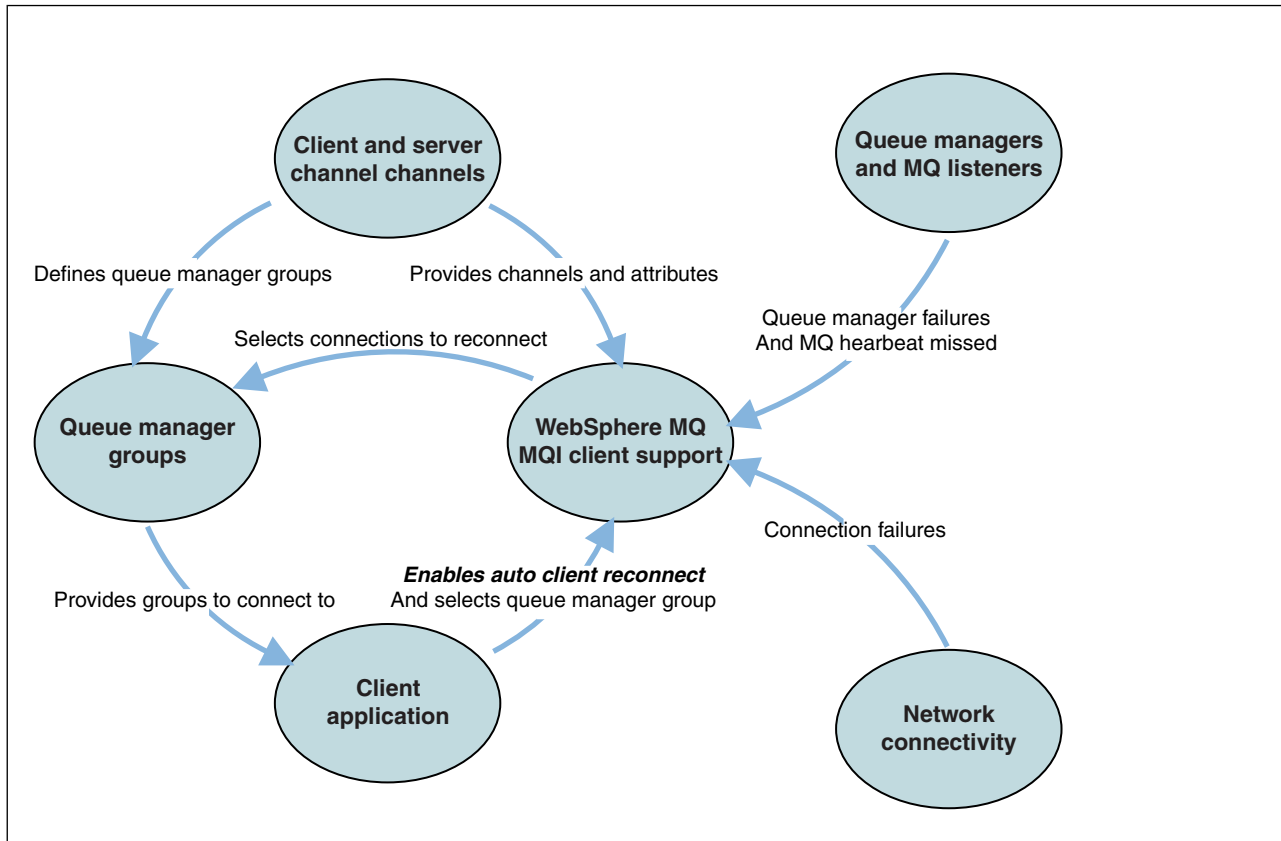 Client and server
channel channels
Queue managers
and MQ listeners
Defines queue manager groups
Provides channels and attributes
Queue manager failures
And MQ hearbeat missed
Selects connections to reconnect
Queue manager
groups
WebSphere MQ
MQI client support
Connection failures
Enables auto client reconnect
And selects queue manager group
Provides groups to connect to
Client
application
Network
connectivity